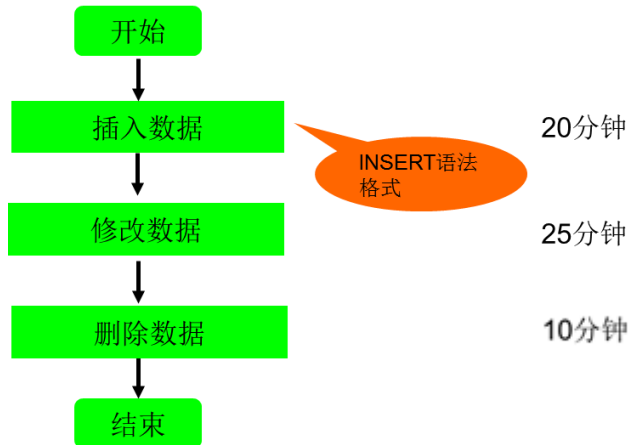 开始
插入数据
20分钟
INSERT语法
格式
修改数据
25分钟
删除数据
10分钟
结束